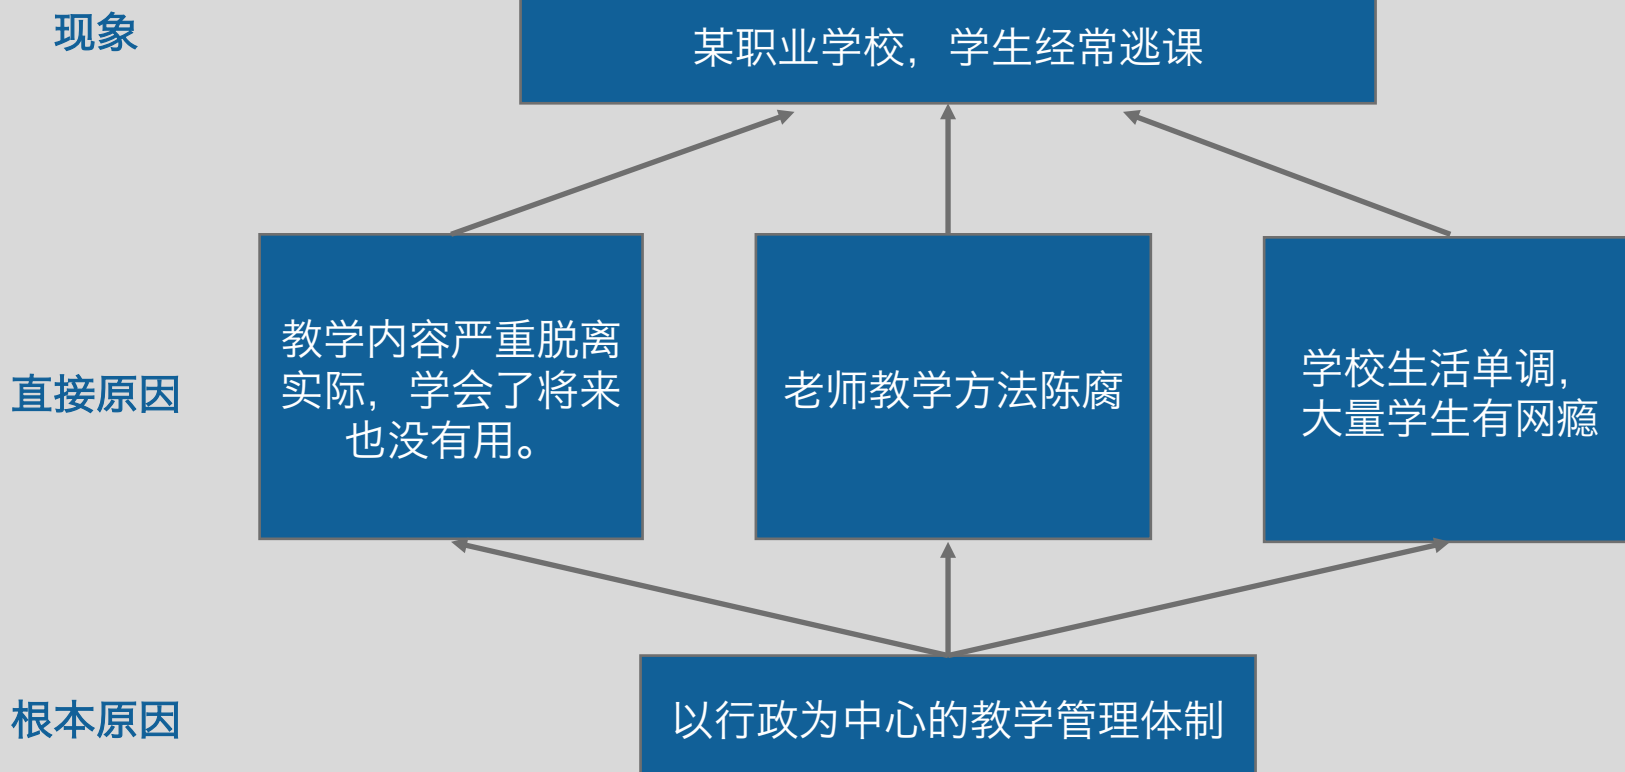 现象
某职业学校，学生经常逃课
直接原因
教学内容严重脱离
实际，学会了将来
也没有用。
老师教学方法陈腐
学校生活单调，
大量学生有网瘾
根本原因
以行政为中心的教学管理体制